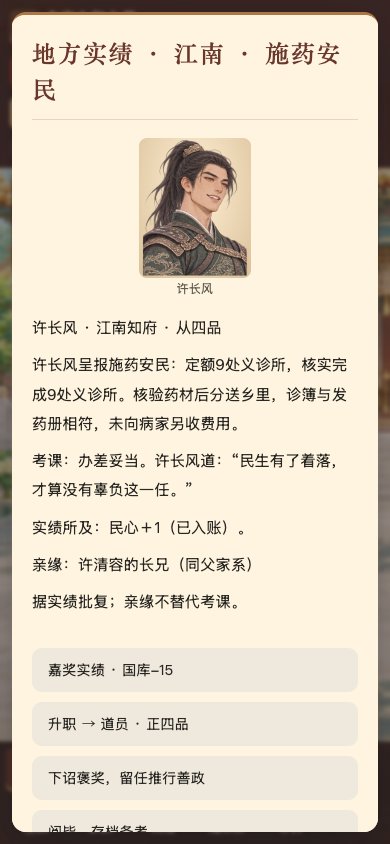 地方实绩 · 江南 · 施药安
民
许长风
许长风 · 江南知府 · 从四品
许长风呈报施药安民：定额9处义诊所，核实完
成9处义诊所。核验药材后分送乡里，诊簿与发
药册相符，未向病家另收费用。
考课：办差妥当。许长风道：“民生有了着落，
才算没有辜负这一任。”
实绩所及：民心＋1（已入账）。
亲缘：许清容的长兄（同父家系）
据实绩批复；亲缘不替代考课。
嘉奖实绩 · 国库−15
升职 → 道员 · 正四品
下诏褒奖，留任推行善政
阅毕，存档备考